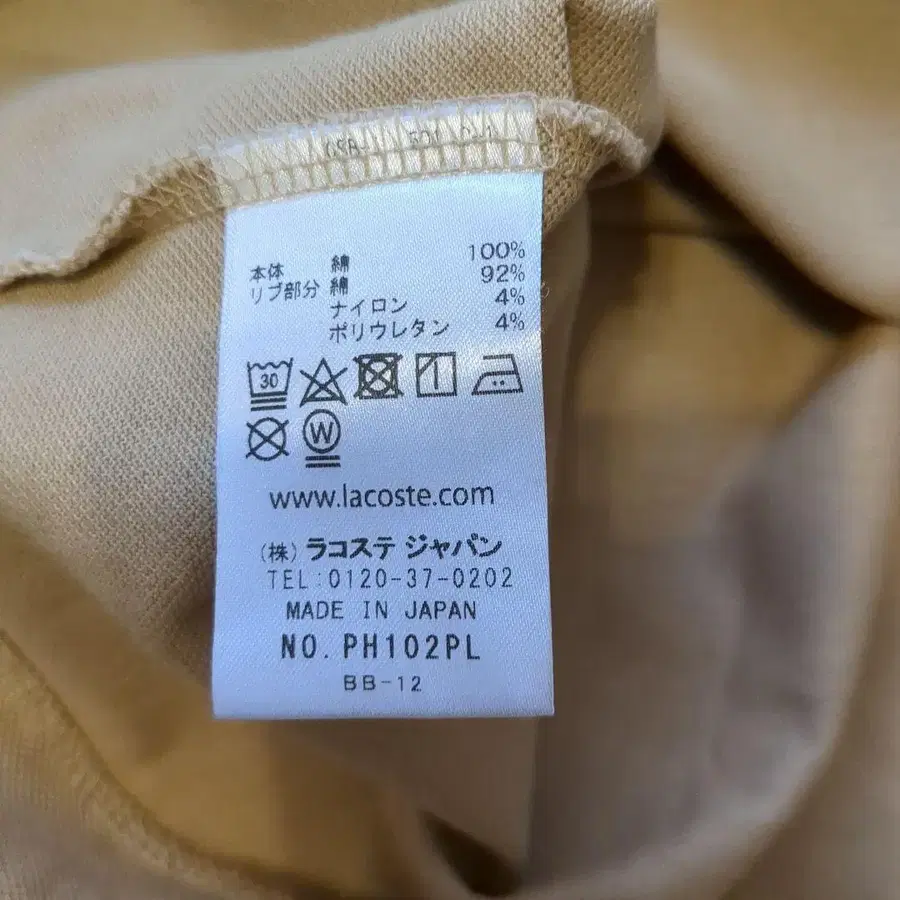 本体 綿 100%
リブ部分 綿 92%
ナイロン 4%
ポリウレタン 4%
30
W
www.lacoste.com
(株) ラコステ ジャパン
TEL:0120-37-0202
MADE IN JAPAN
NO. PH102PL
BB-12